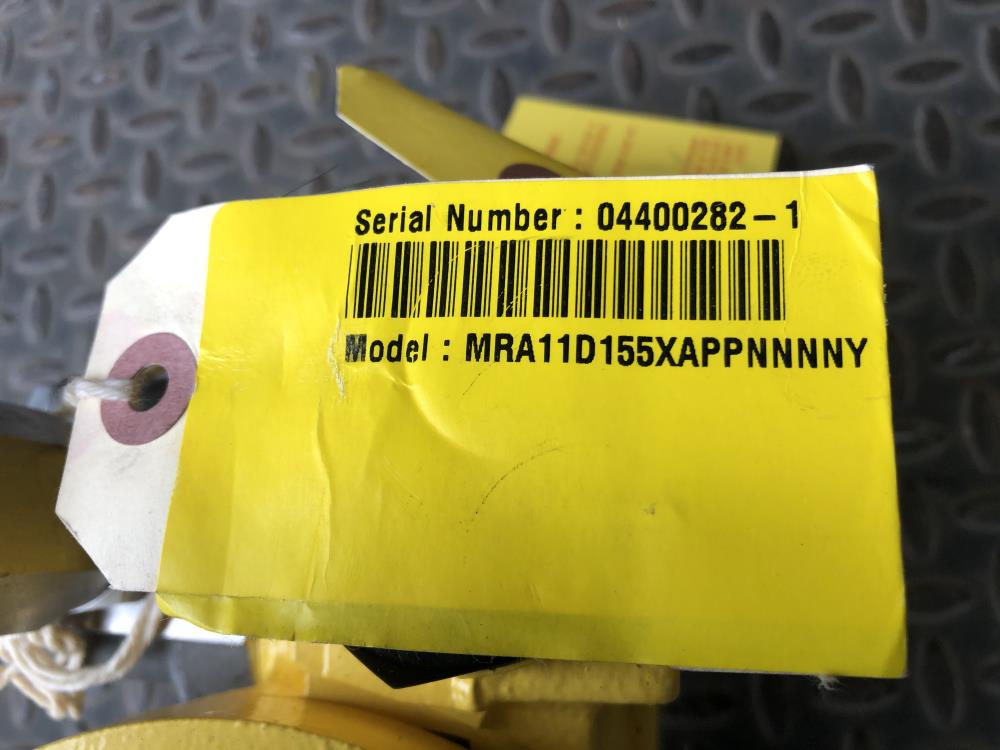 Serial Number : 04400282-1
Model : MRA11D155XAPPNNNNY